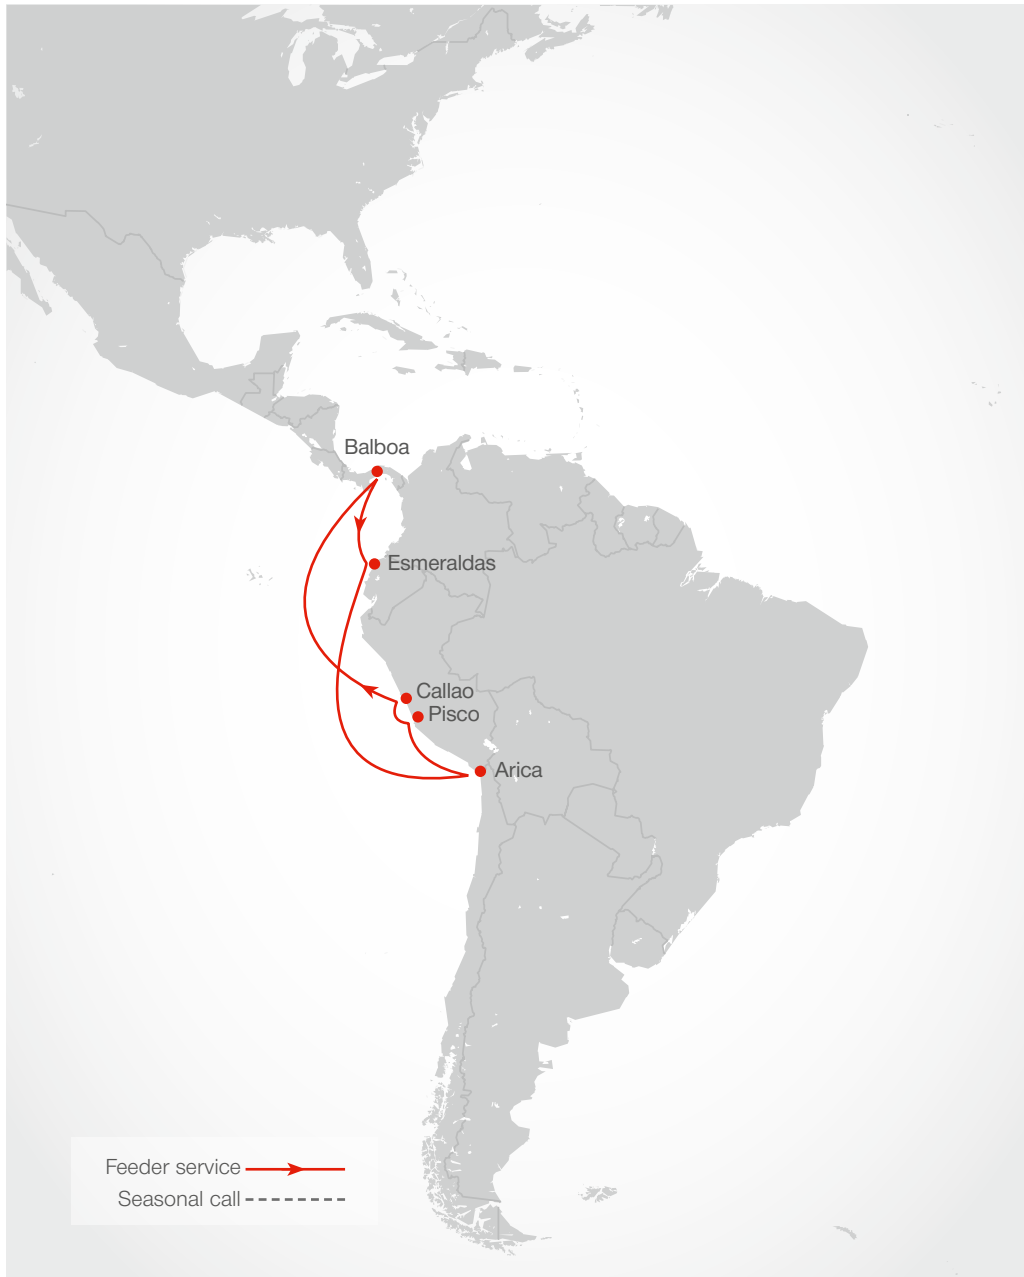 Balboa
Esmeraldas
Callao
Pisco
Arica
Feeder service
Seasonal call